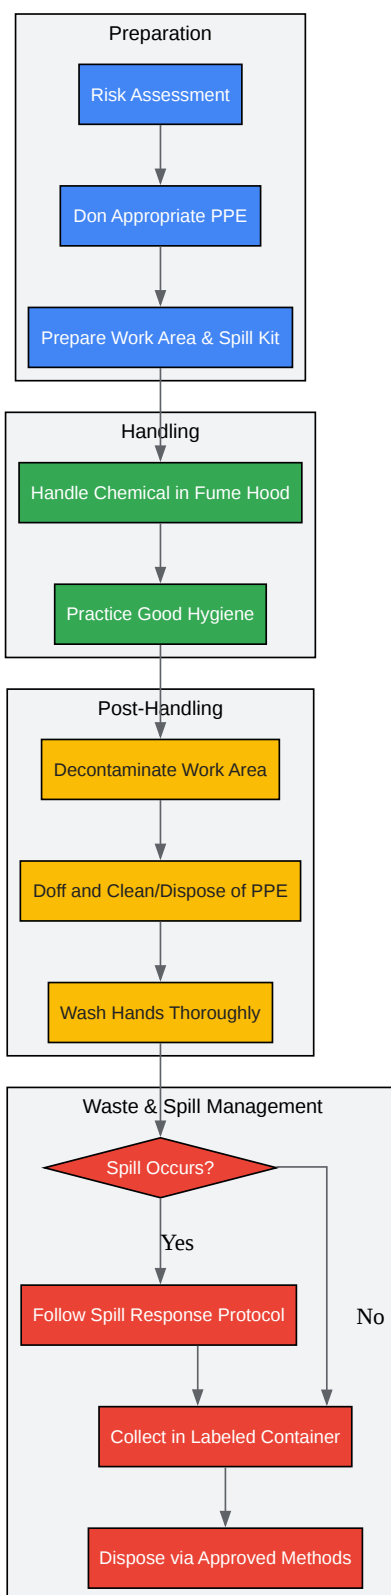 Preparation
Risk Assessment
Don Appropriate PPE
Prepare Work Area & Spill Kit
Handling
Handle Chemical in Fume Hood
Practice Good Hygiene
Post-Handling
Decontaminate Work Area
Doff and Clean/Dispose of PPE
Wash Hands Thoroughly
Waste & Spill Management
Spill Occurs?
Yes
Follow Spill Response Protocol
No
Collect in Labeled Container
Dispose via Approved Methods